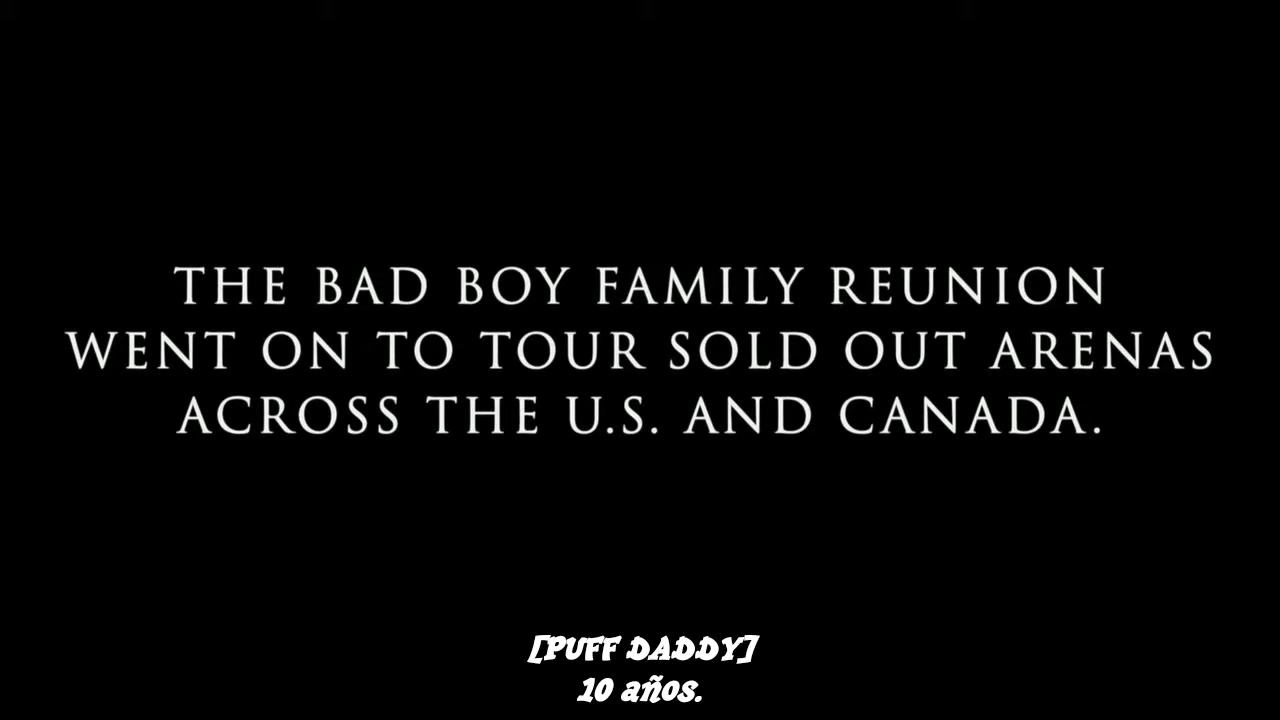 THE BAD BOY FAMILY REUNION
WENT ON TO TOUR SOLD OUT ARENAS
ACROSS THE U.S. AND CANADA.
[PUFF DADDY]
10 años.